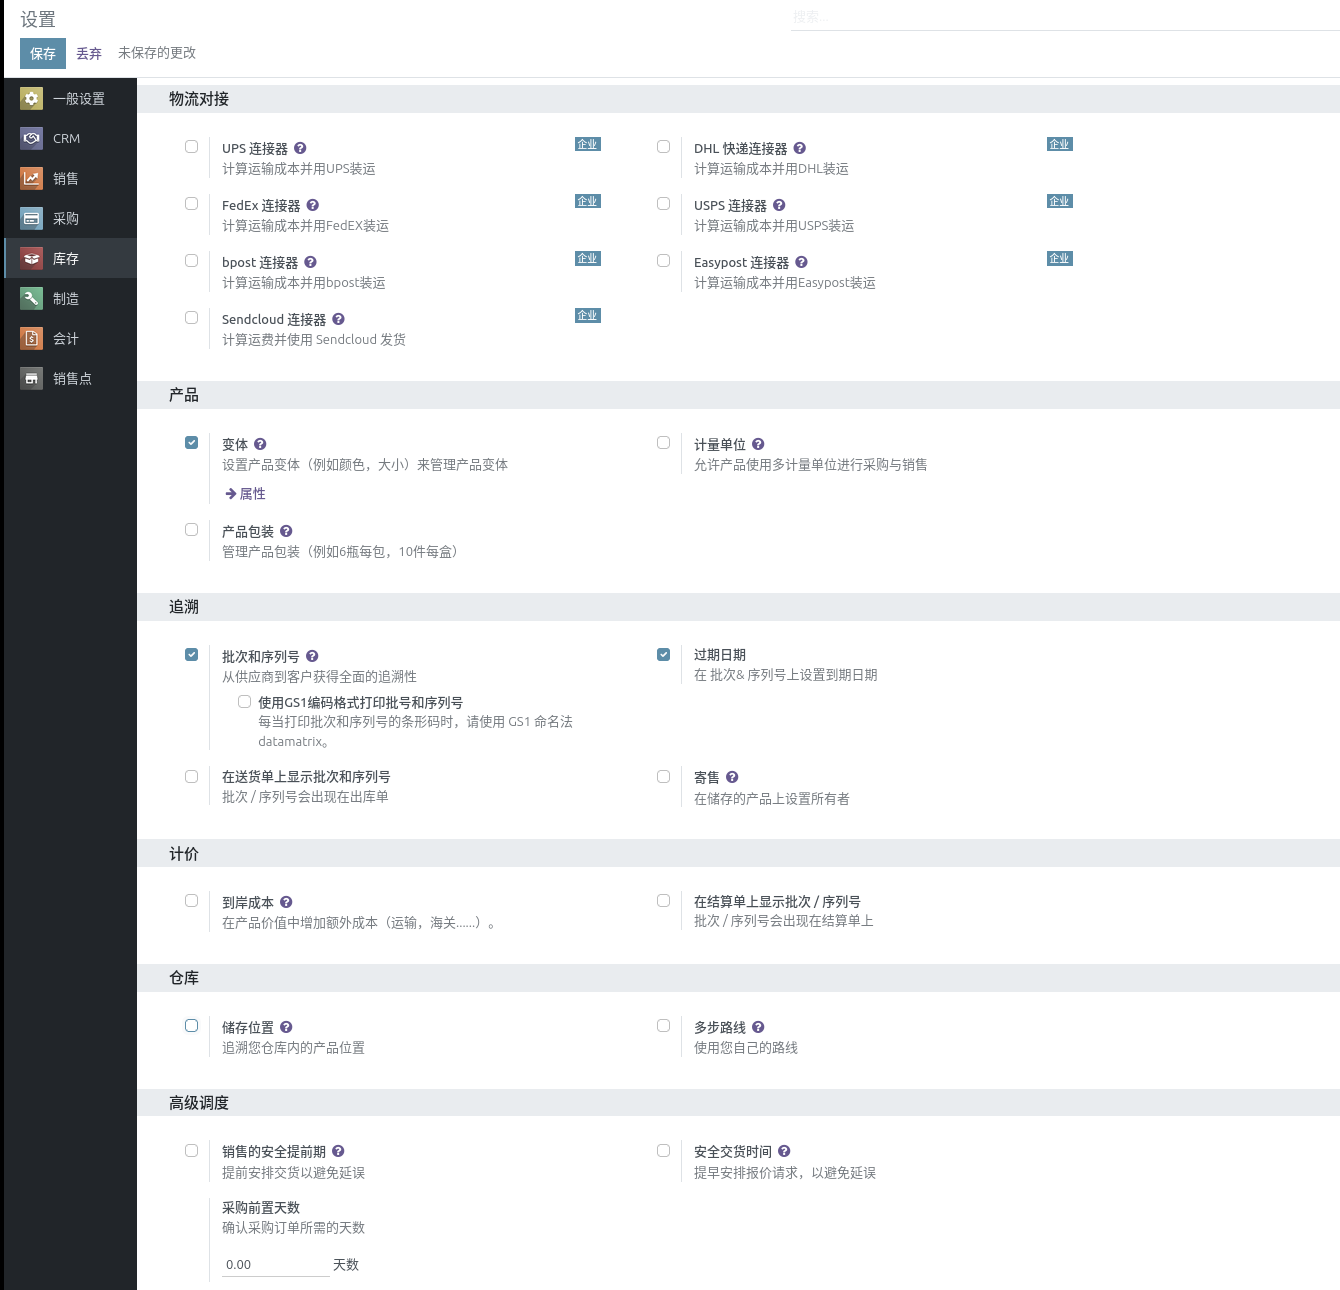 设置
搜索...
保存 丢弃 未保存的更改
一般设置
CRM
销售
采购
库存
制造
会计
销售点
物流对接
UPS 连接器 企业
计算运输成本并用UPS装运
DHL 快递连接器 企业
计算运输成本并用DHL装运
FedEx 连接器 企业
计算运输成本并用FedEX装运
USPS 连接器 企业
计算运输成本并用USPS装运
bpost 连接器 企业
计算运输成本并用bpost装运
Easypost 连接器 企业
计算运输成本并用Easypost装运
Sendcloud 连接器 企业
计算运费并使用 Sendcloud 发货
产品
变体
设置产品变体（例如颜色，大小）来管理产品变体
属性
计量单位
允许产品使用多计量单位进行采购与销售
产品包装
管理产品包装（例如6瓶每包，10件每盒）
追溯
批次和序列号
从供应商到客户获得全面的追溯性
使用GS1编码格式打印批号和序列号
每当打印批次和序列号的条形码时，请使用 GS1 命名法
datamatrix。
过期日期
在 批次& 序列号上设置到期日期
在送货单上显示批次和序列号
批次 / 序列号会出现在出库单
寄售
在储存的产品上设置所有者
计价
到岸成本
在产品价值中增加额外成本（运输，海关......）。
在结算单上显示批次 / 序列号
批次 / 序列号会出现在结算单上
仓库
储存位置
追溯您仓库内的产品位置
多步路线
使用您自己的路线
高级调度
销售的安全提前期
提前安排交货以避免延误
安全交货时间
提早安排报价请求，以避免延误
采购前置天数
确认采购订单所需的天数
0.00 天数